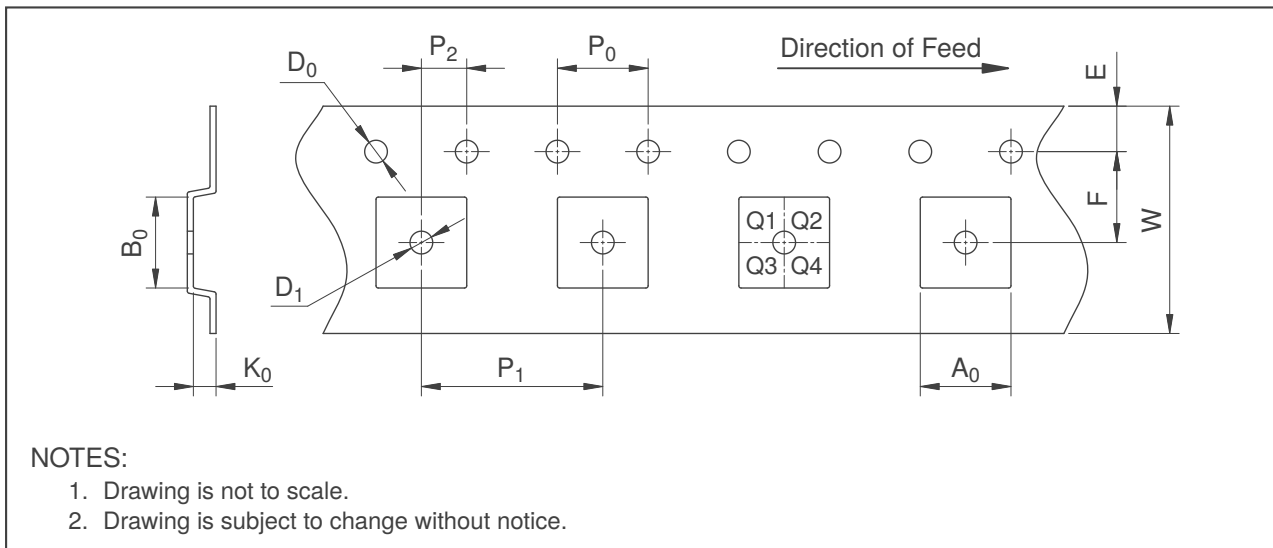 P2
P0
Direction of Feed
D0
E
F
W
B0
Q1 Q2
Q3 Q4
D1
K0
P1
A0
NOTES:
1. Drawing is not to scale.
2. Drawing is subject to change without notice.